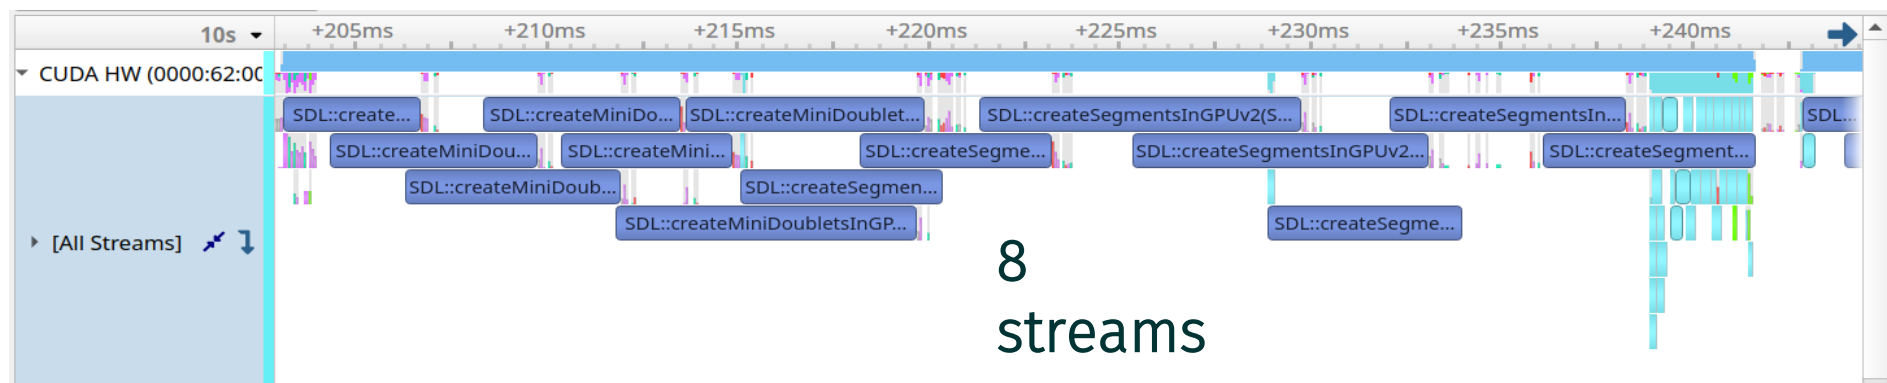 10s
+205ms +210ms +215ms +220ms +225ms +230ms +235ms +240ms
CUDA HW (0000:62:00
SDL::create... SDL::createMiniDo... SDL::createMiniDoublet... SDL::createSegmentsInGPUv2(S... SDL::createSegmentsIn... SDL...
SDL::createMiniDou... SDL::createMini... SDL::createSegme... SDL::createSegmentsInGPUv2... SDL::createSegment...
SDL::createMiniDoub... SDL::createSegmen...
[All Streams] SDL::createMiniDoubletsInGP... SDL::createSegme...
8
streams